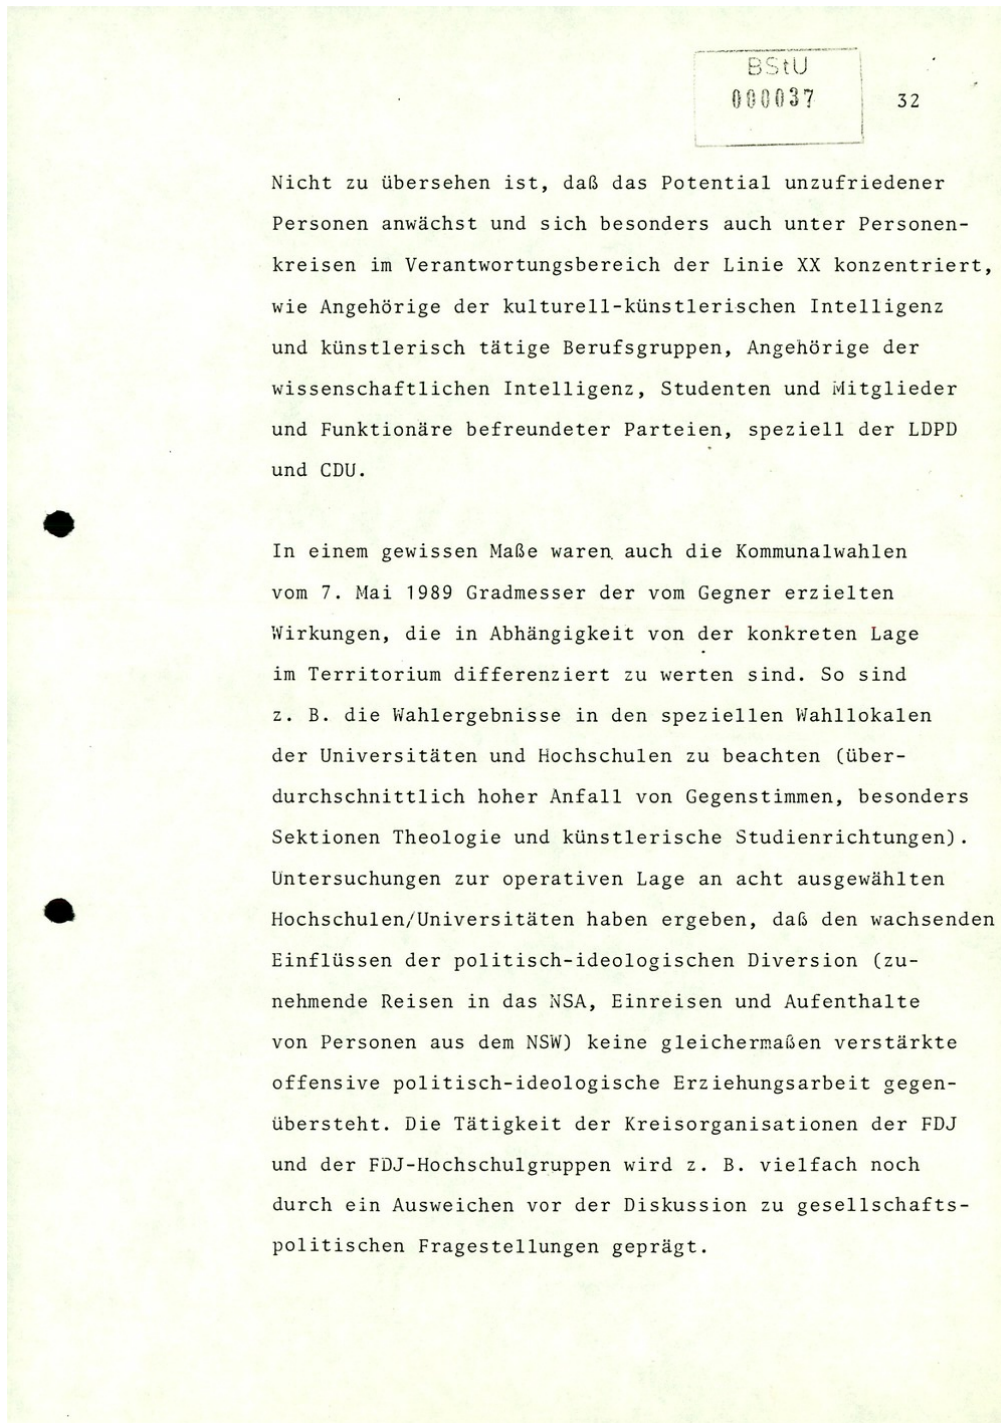 BStU
000037
32
Nicht zu übersehen ist, daß das Potential unzufriedener
Personen anwächst und sich besonders auch unter Personen-
kreisen im Verantwortungsbereich der Linie XX konzentriert,
wie Angehörige der kulturell-künstlerischen Intelligenz
und künstlerisch tätige Berufsgruppen, Angehörige der
wissenschaftlichen Intelligenz, Studenten und Mitglieder
und Funktionäre befreundeter Parteien, speziell der LDPD
und CDU.
In einem gewissen Maße waren auch die Kommunalwahlen
vom 7. Mai 1989 Gradmesser der vom Gegner erzielten
Wirkungen, die in Abhängigkeit von der konkreten Lage
im Territorium differenziert zu werten sind. So sind
z. B. die Wahlergebnisse in den speziellen Wahllokalen
der Universitäten und Hochschulen zu beachten (über-
durchschnittlich hoher Anfall von Gegenstimmen, besonders
Sektionen Theologie und künstlerische Studienrichtungen).
Untersuchungen zur operativen Lage an acht ausgewählten
Hochschulen/Universitäten haben ergeben, daß den wachsenden
Einflüssen der politisch-ideologischen Diversion (zu-
nehmende Reisen in das NSA, Einreisen und Aufenthalte
von Personen aus dem NSW) keine gleichermaßen verstärkte
offensive politisch-ideologische Erziehungsarbeit gegen-
übersteht. Die Tätigkeit der Kreisorganisationen der FDJ
und der FDJ-Hochschulgruppen wird z. B. vielfach noch
durch ein Ausweichen vor der Diskussion zu gesellschafts-
politischen Fragestellungen geprägt.